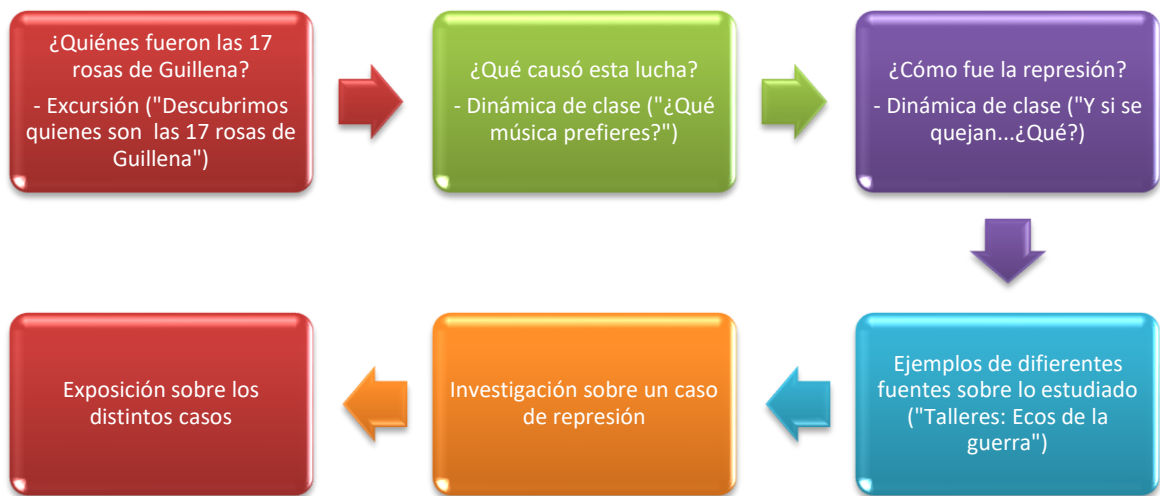 ¿Quiénes fueron las 17
rosas de Guillena?
- Excursión ("Descubrimos
quienes son las 17 rosas de
Guillena")
¿Qué causó esta lucha?
- Dinámica de clase ("¿Qué
música prefieres?")
¿Cómo fue la represión?
- Dinámica de clase ("Y si se
quejan...¿Qué?)
Ejemplos de difierentes
fuentes sobre lo estudiado
("Talleres: Ecos de la
guerra")
Investigación sobre un caso
de represión
Exposición sobre los
distintos casos